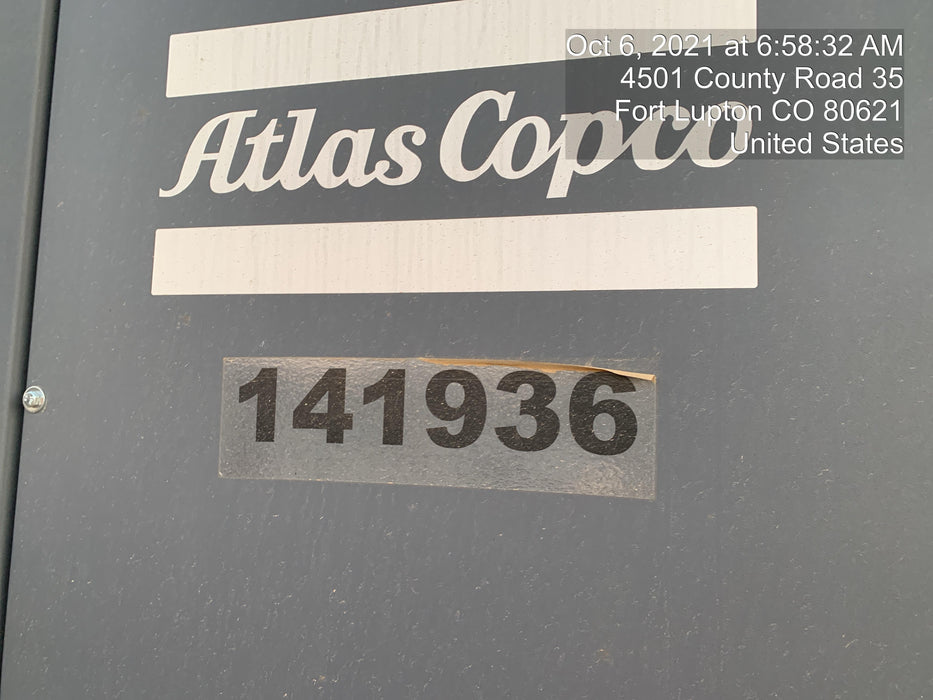 Oct 6, 2021 at 6:58:32 AM
4501 County Road 35
Fort Lupton CO 80621
United States
Atlas Copco
141936